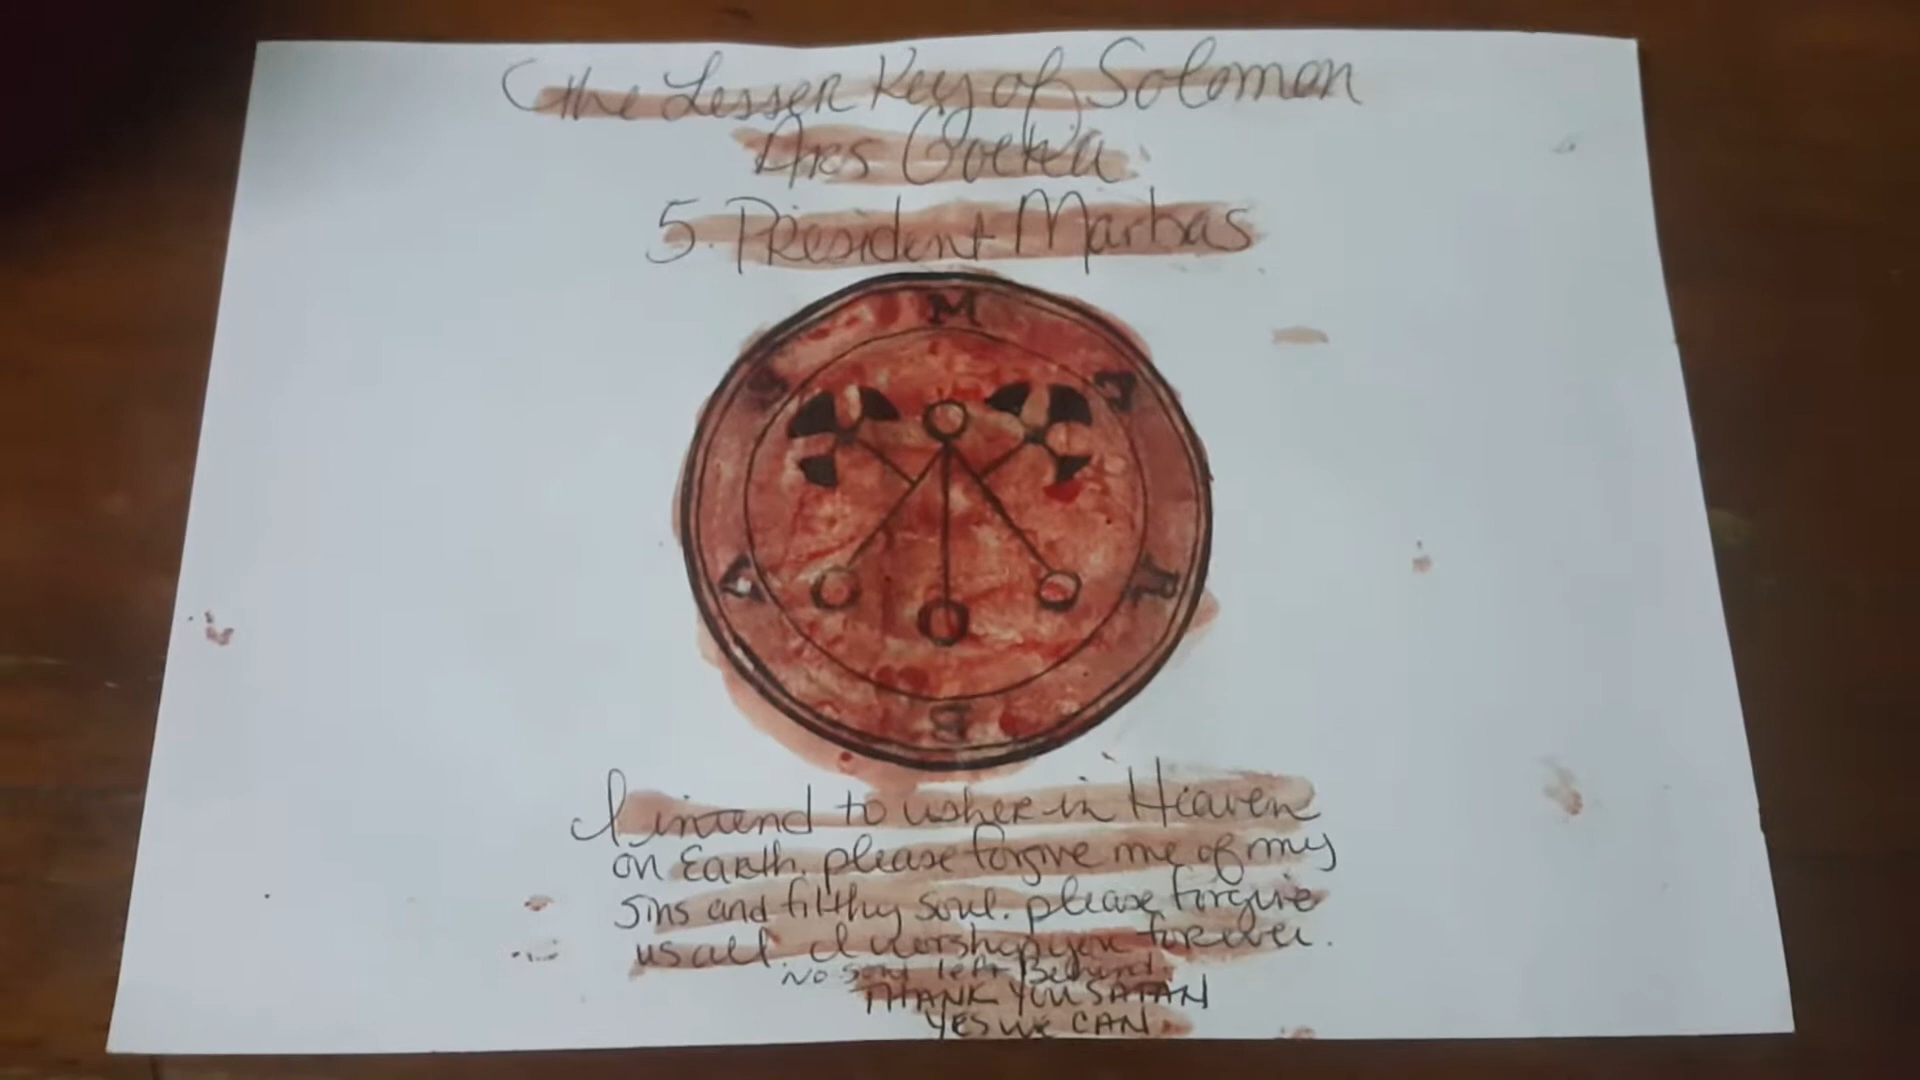 The Lesser Key of Solomon
Ars Goetia
5. President Marbas
M A R B A S
I intend to usher in Heaven
on Earth. please forgive me of my
sins and filthy soul. please forgive
us all. I worship you forever.
No soul left Behind.
THANK YOU SATAN
YES WE CAN